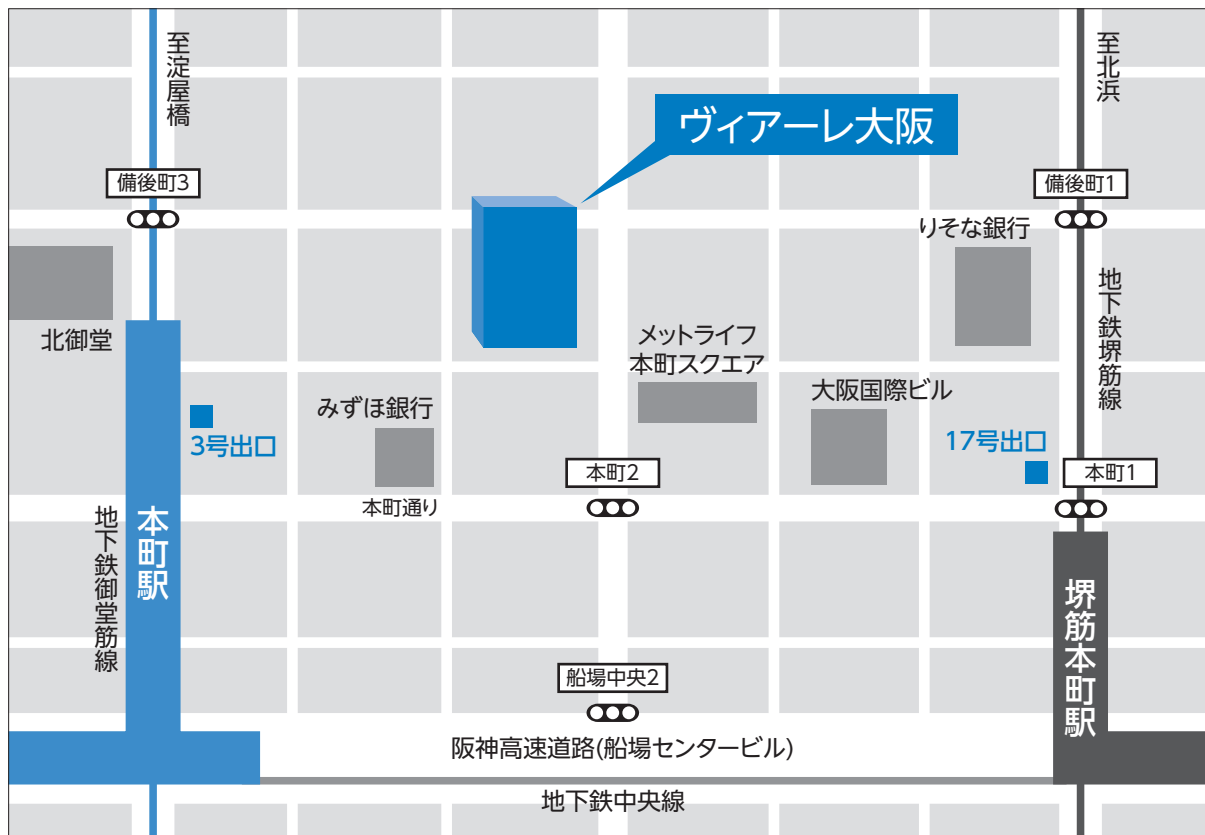 至淀屋橋
至北浜
ヴィアーレ大阪
備後町3
備後町1
りそな銀行
北御堂
地下鉄堺筋線
メットライフ
本町スクエア
大阪国際ビル
みずほ銀行
3号出口
17号出口
本町2
本町1
本町通り
地下鉄御堂筋線
本町駅
堺筋本町駅
船場中央2
阪神高速道路(船場センタービル)
地下鉄中央線